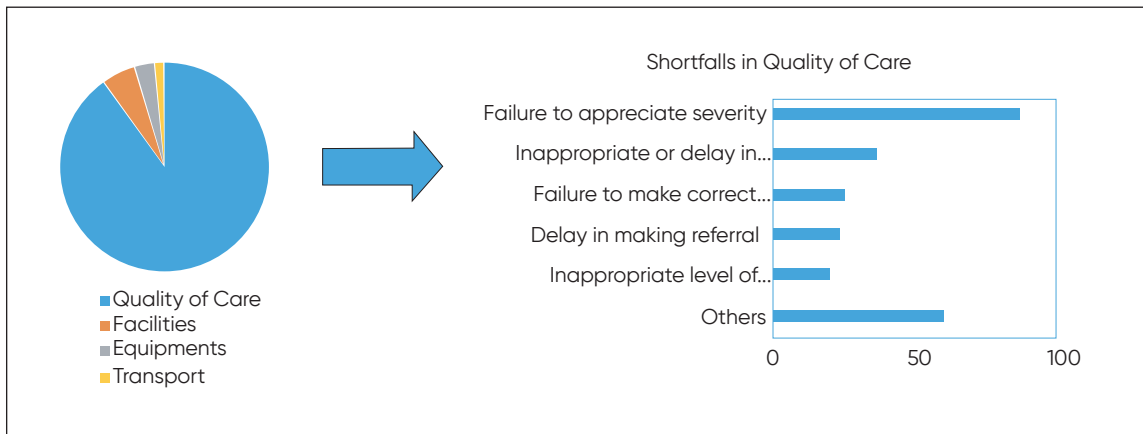 Shortfalls in Quality of Care
Failure to appreciate severity
Inappropriate or delay in...
Failure to make correct...
Delay in making referral
Inappropriate level of...
Others
0 50 100
Quality of Care
Facilities
Equipments
Transport